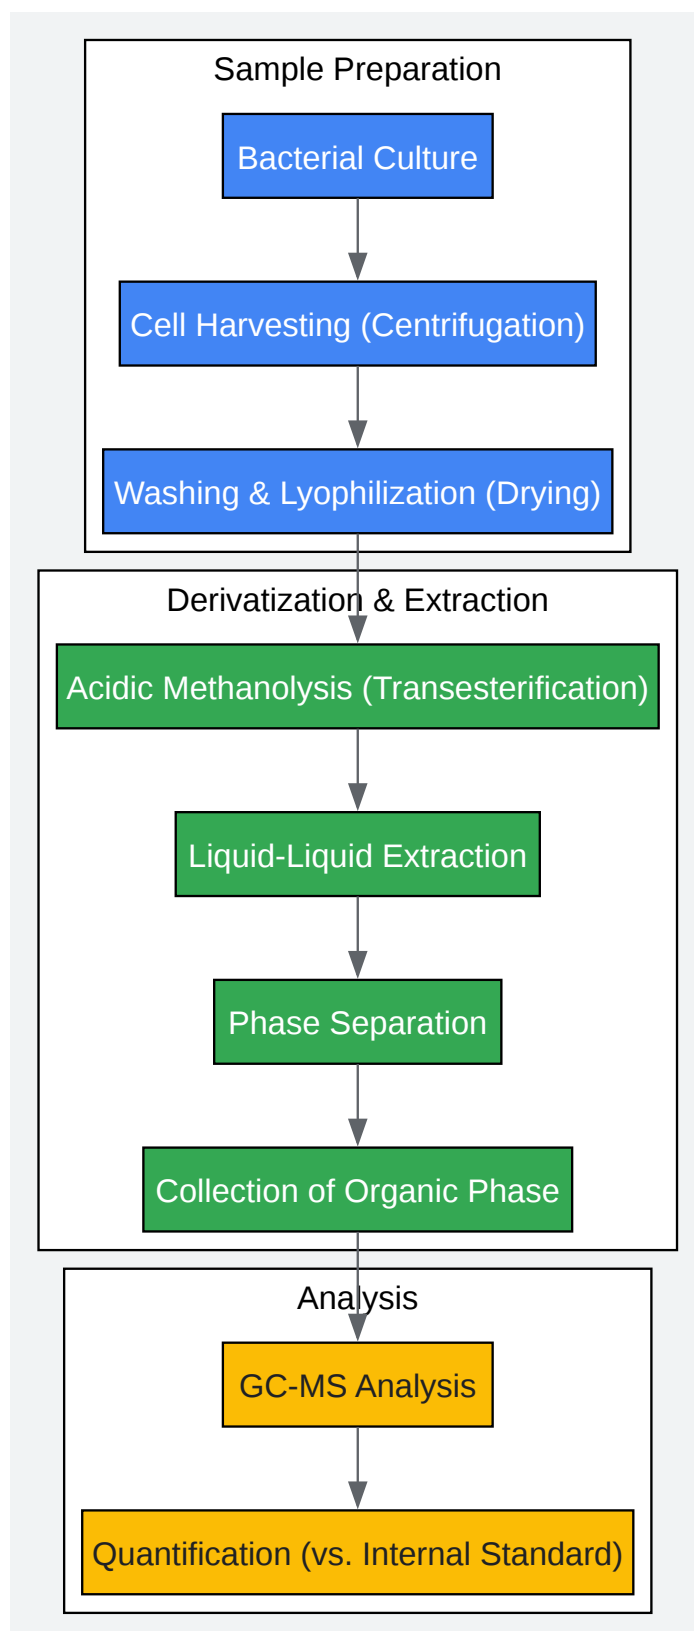 Sample Preparation
Bacterial Culture
Cell Harvesting (Centrifugation)
Washing & Lyophilization (Drying)
Derivatization & Extraction
Acidic Methanolysis (Transesterification)
Liquid-Liquid Extraction
Phase Separation
Collection of Organic Phase
Analysis
GC-MS Analysis
Quantification (vs. Internal Standard)